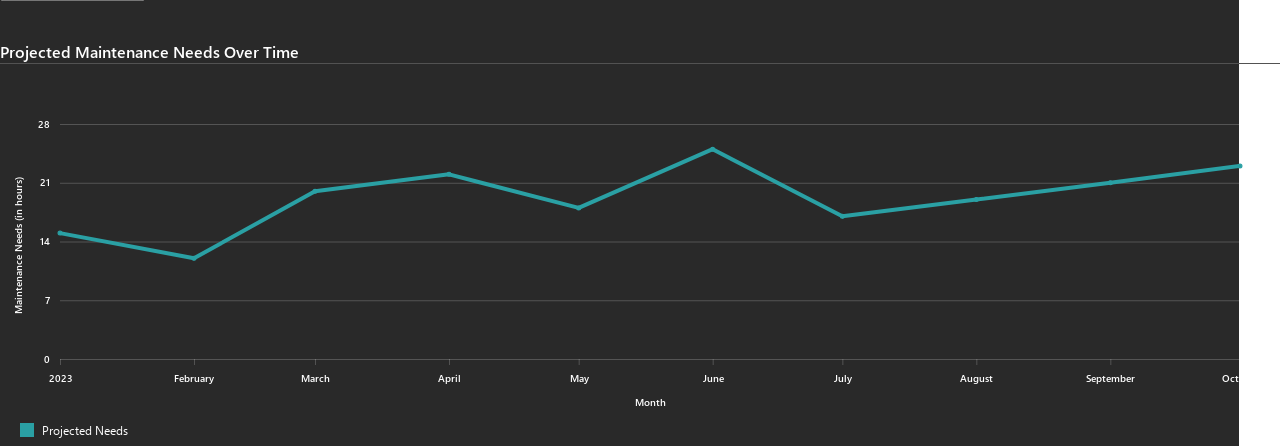 Projected Maintenance Needs Over Time
28
21
14
7
0
Maintenance Needs (in hours)
2023 February March April May June July August September Oct
Month
Projected Needs